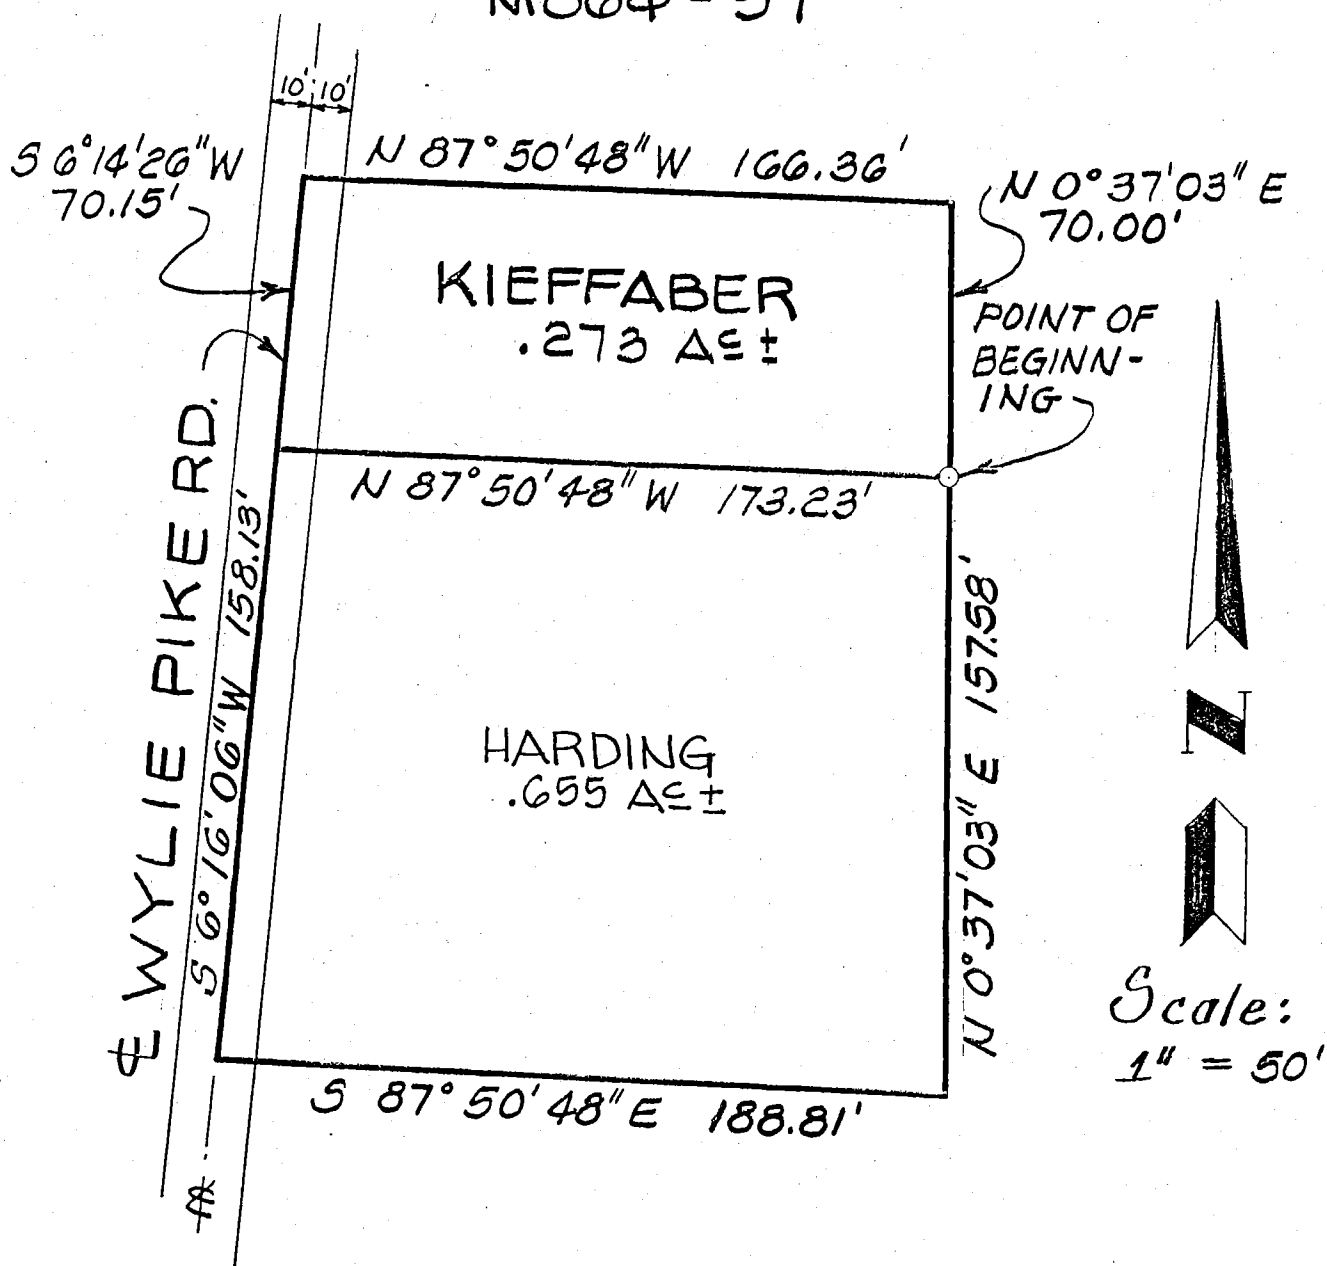 10' 10'
S 6°14'26" W
70.15'
N 87°50'48" W 166.36'
N 0°37'03" E
70.00'
KIEFFABER
.273 Ac ±
POINT OF
BEGINN-
ING
N 87°50'48" W 173.23'
℄ WYLIE PIKE RD.
S 6°16'06" W 158.13'
HARDING
.655 Ac ±
N 0°37'03" E 157.58'
N
Scale:
1" = 50'
S 87°50'48" E 188.81'